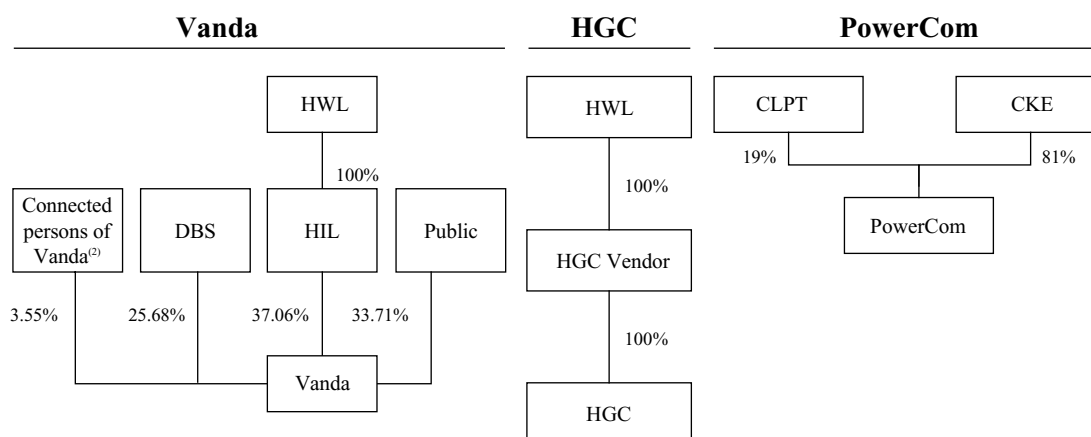 Vanda
HWL
100%
Connected
persons of
Vanda(2)
DBS
HIL
Public
3.55%
25.68%
37.06%
33.71%
Vanda
HGC
HWL
100%
HGC Vendor
100%
HGC
PowerCom
CLPT
CKE
19%
81%
PowerCom